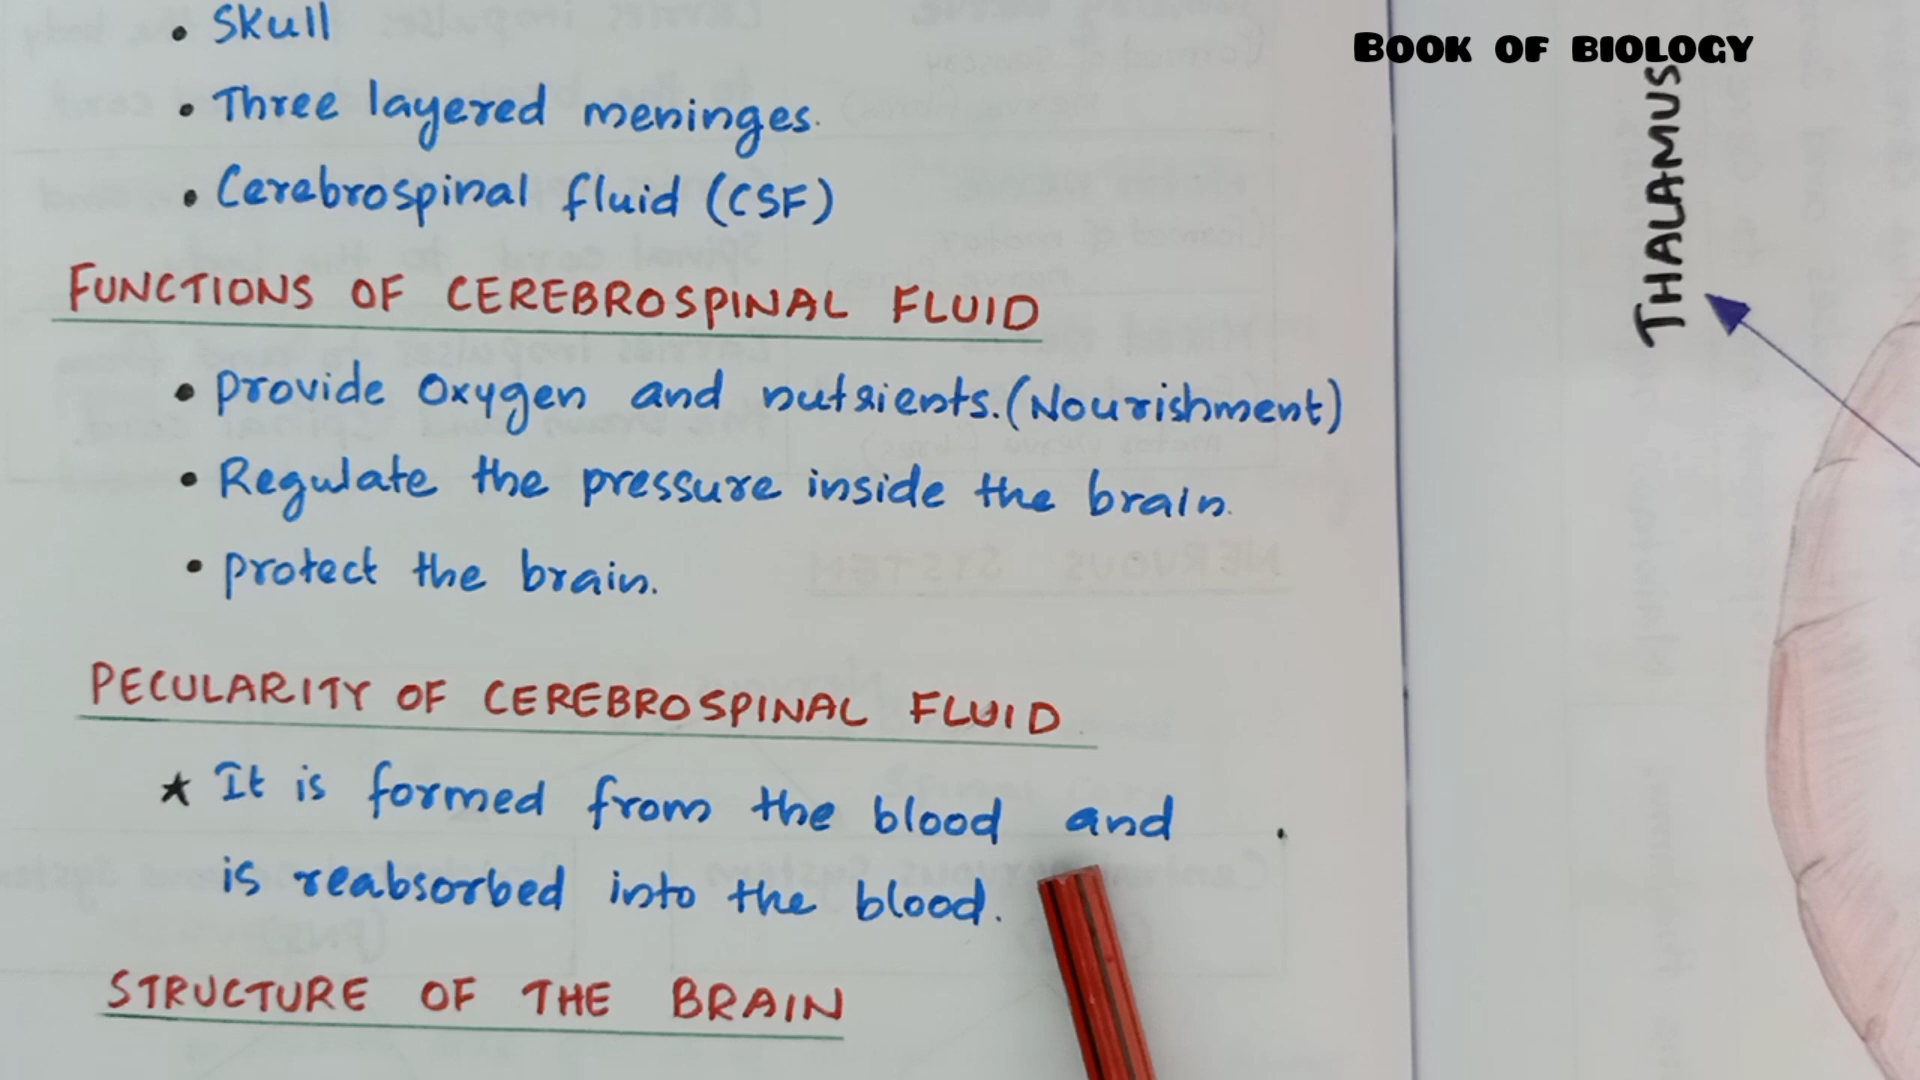 • Skull
• Three layered meninges.
• Cerebrospinal fluid (CSF)
FUNCTIONS OF CEREBROSPINAL FLUID
• Provide Oxygen and nutrients. (Nourishment)
• Regulate the pressure inside the brain.
• Protect the brain.
PECULARITY OF CEREBROSPINAL FLUID
★ It is formed from the blood and
is reabsorbed into the blood.
STRUCTURE OF THE BRAIN
BOOK OF BIOLOGY
THALAMUS